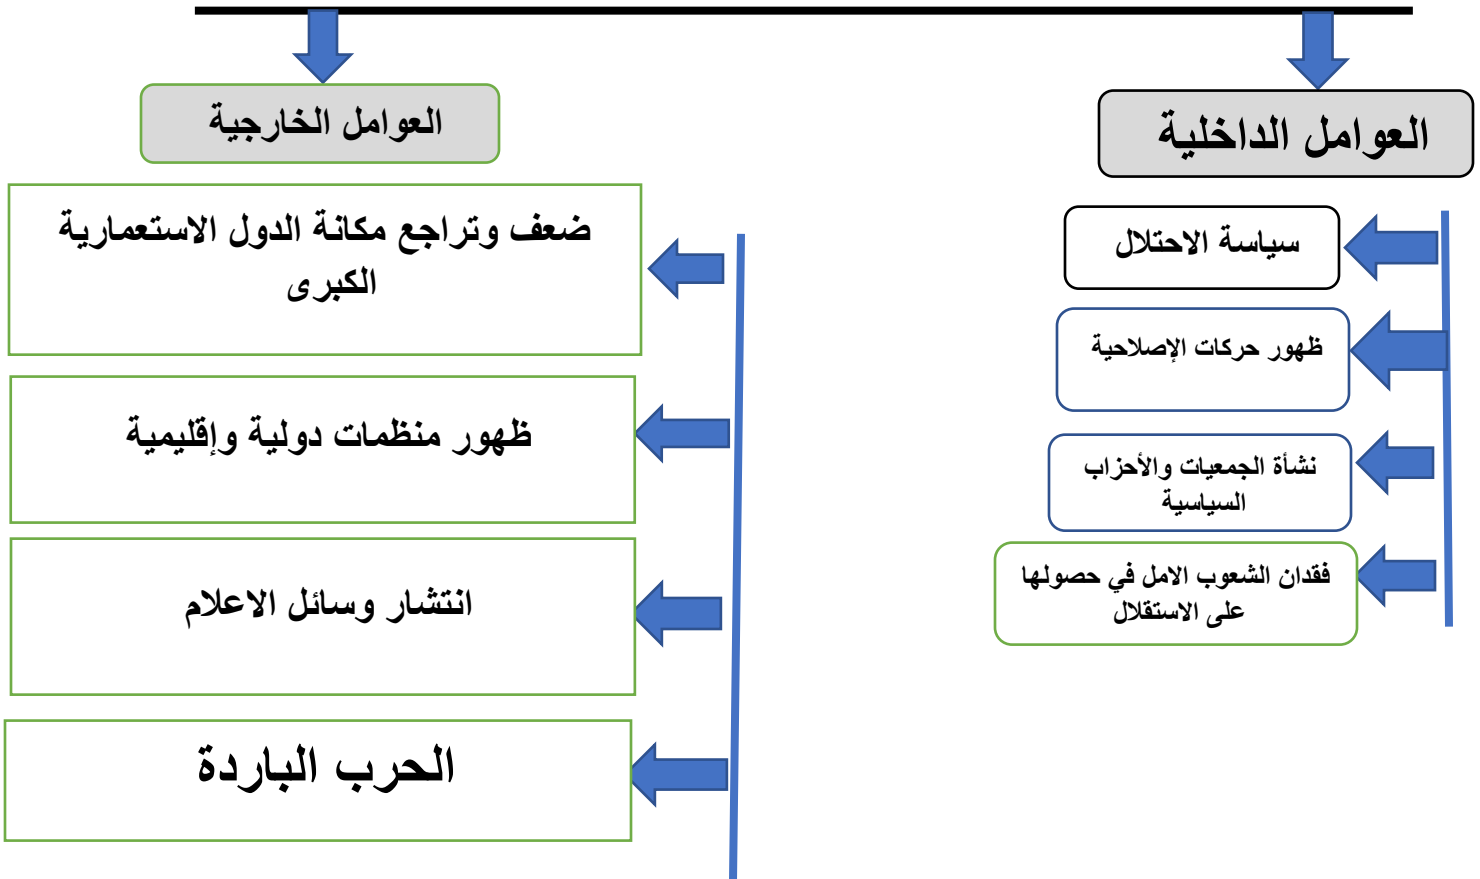 العوامل الداخلية
سياسة الاحتلال
ظهور حركات الإصلاحية
نشأة الجمعيات والأحزاب
السياسية
فقدان الشعوب الامل في حصولها
على الاستقلال
العوامل الخارجية
ضعف وتراجع مكانة الدول الاستعمارية
الكبرى
ظهور منظمات دولية وإقليمية
انتشار وسائل الاعلام
الحرب الباردة